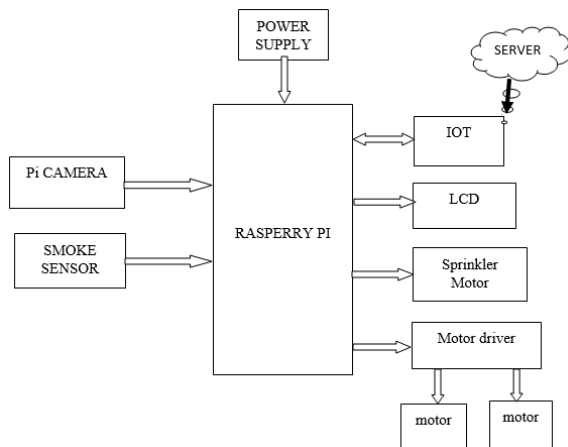 POWER
SUPPLY
SERVER
IOT
Pi CAMERA
LCD
RASPERRY PI
SMOKE
SENSOR
Sprinkler
Motor
Motor driver
motor
motor